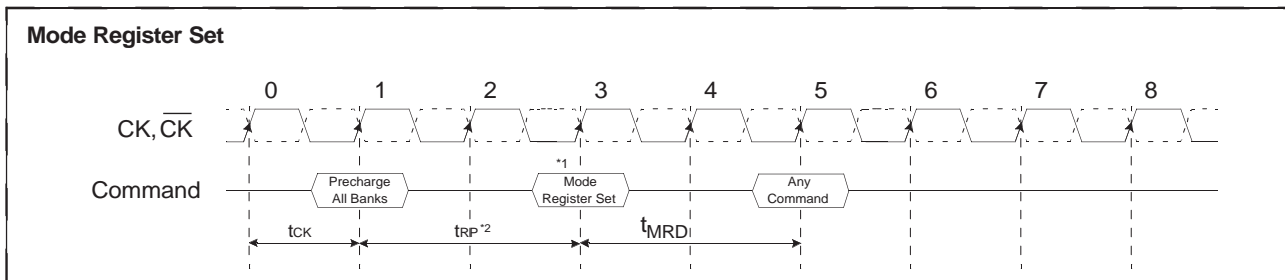 Mode Register Set
0 1 2 3 4 5 6 7 8
CK, C̅K̅
*1
Command Precharge All Banks Mode Register Set Any Command
tCK tRP*2 tMRD